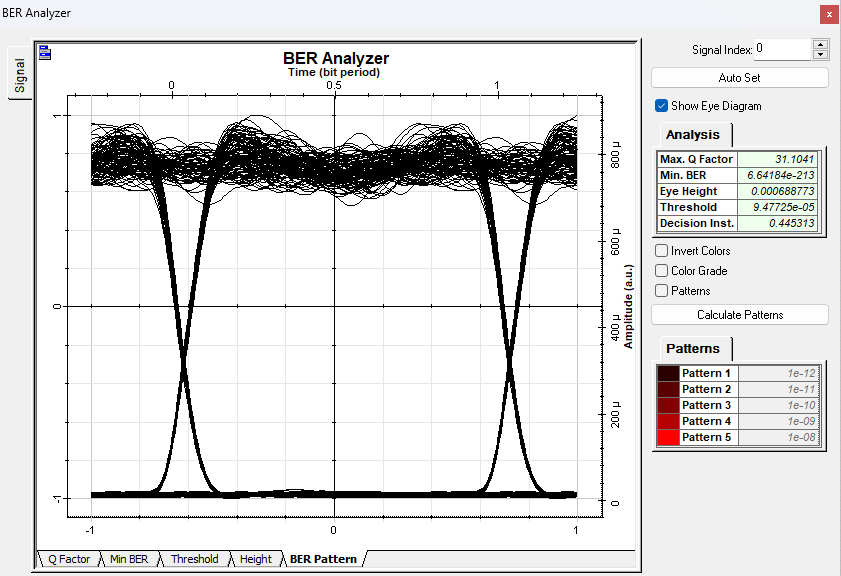 BER Analyzer
x
Signal
BER Analyzer
Time (bit period)
0 0.5 1
1
0
-1
-1 0 1
800 µ
600 µ
400 µ
200 µ
0
Amplitude (a.u.)
Q Factor Min BER Threshold Height BER Pattern
Signal Index: 0
Auto Set
Show Eye Diagram
Analysis
Max. Q Factor 31.1041
Min. BER 6.64184e-213
Eye Height 0.000688773
Threshold 9.47725e-05
Decision Inst. 0.445313
Invert Colors
Color Grade
Patterns
Calculate Patterns
Patterns
Pattern 1 1e-12
Pattern 2 1e-11
Pattern 3 1e-10
Pattern 4 1e-09
Pattern 5 1e-08